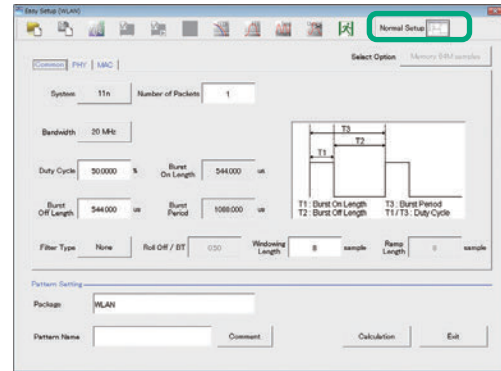 Easy Setup (WLAN)
Normal Setup
Select Option Memory 64M samples
Common PHY MAC
System 11n Number of Packets 1
Bandwidth 20 MHz
T3
T2
T1
Duty Cycle 50.0000 % Burst On Length 544.000 us
Burst Off Length 544.000 us Burst Period 1088.000 us
T1 : Burst On Length T3 : Burst Period
T2 : Burst Off Length T1/T3 : Duty Cycle
Filter Type None Roll Off / BT 0.50 Windowing Length 8 sample Ramp Length 8 sample
Pattern Setting
Package WLAN
Pattern Name Comment Calculation Exit